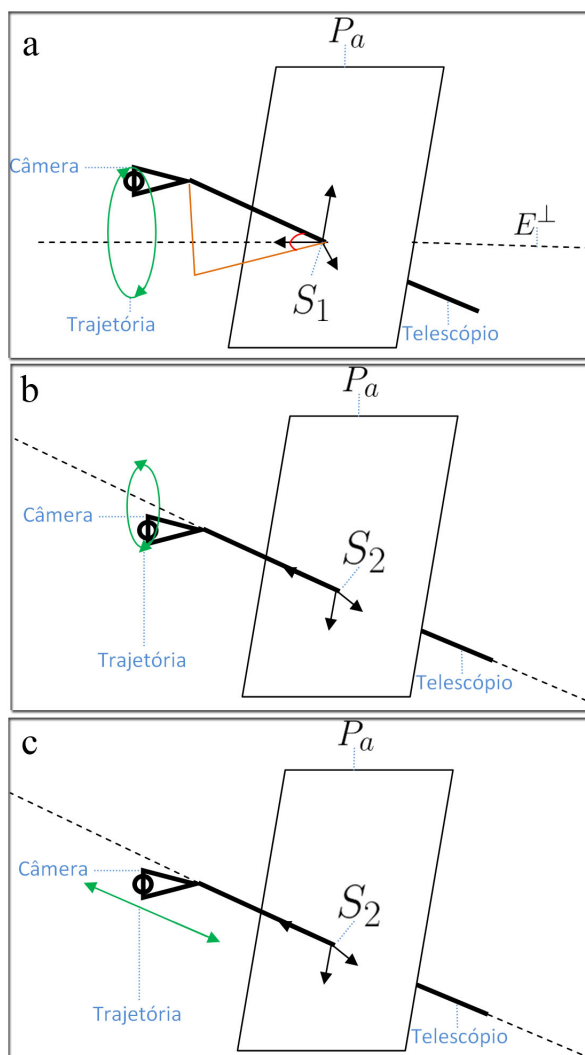 a
P_a
Câmera
E^⊥
S_1
Trajetória
Telescópio
b
P_a
Câmera
S_2
Trajetória
Telescópio
c
P_a
Câmera
S_2
Trajetória
Telescópio